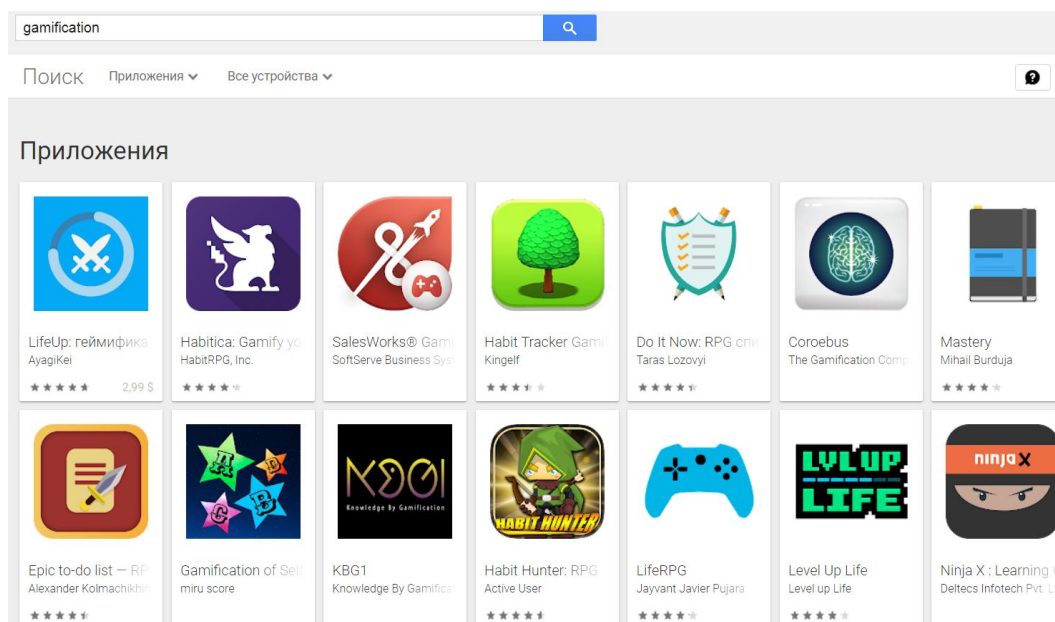 gamification
Поиск Приложения Все устройства
Приложения
LifeUp: геймифика
AyagiKei
2,99 $
Habitica: Gamify yo
HabitRPG, Inc.
SalesWorks® Gami
SoftServe Business Sys
Habit Tracker Gami
Kingelf
Do It Now: RPG спи
Taras Lozovyi
Coroebus
The Gamification Comp
Mastery
Mihail Burduja
A D C B
KOGI
Knowledge By Gamification
HABIT HUNTER
LVLUP
LIFE
ninja X
Epic to-do list — RP
Alexander Kolmachikhin
Gamification of Self
miru score
KBG1
Knowledge By Gamificat
Habit Hunter: RPG
Active User
LifeRPG
Jayvant Javier Pujara
Level Up Life
Level up Life
Ninja X : Learning
Deltecs Infotech Pvt. L